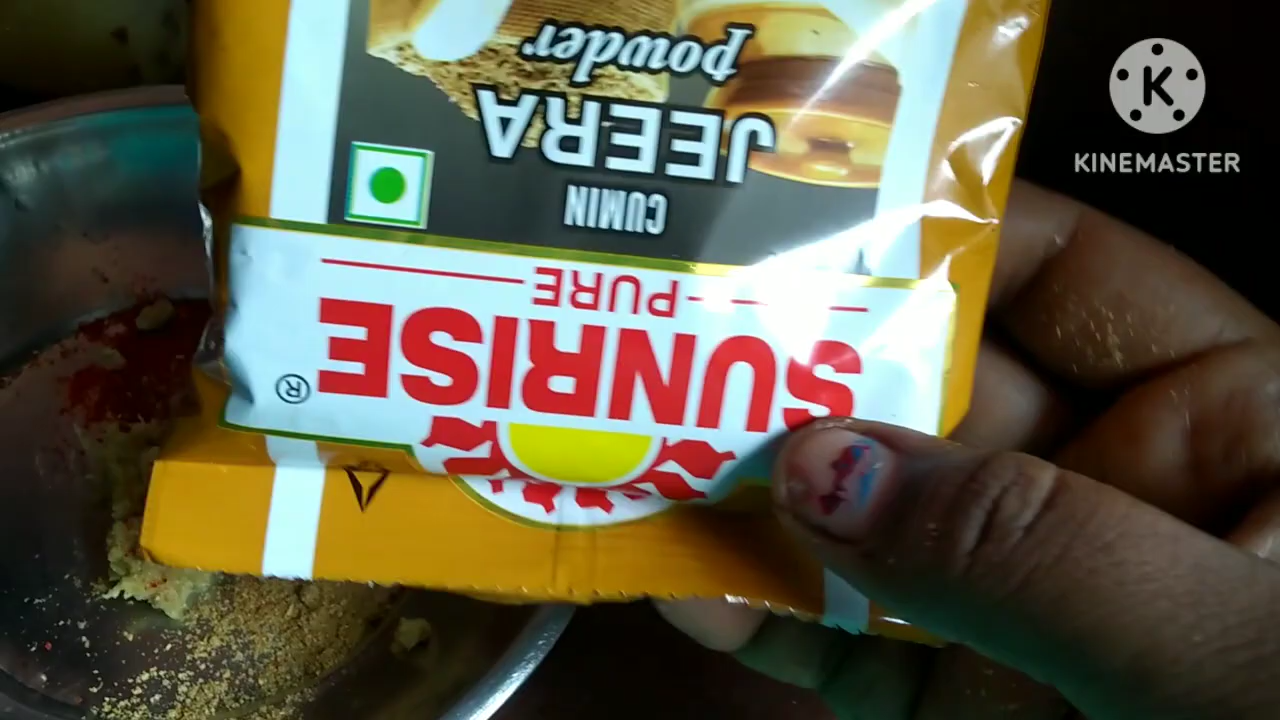 SUNRISE ®
PURE
CUMIN
JEERA
powder
K
KINEMASTER